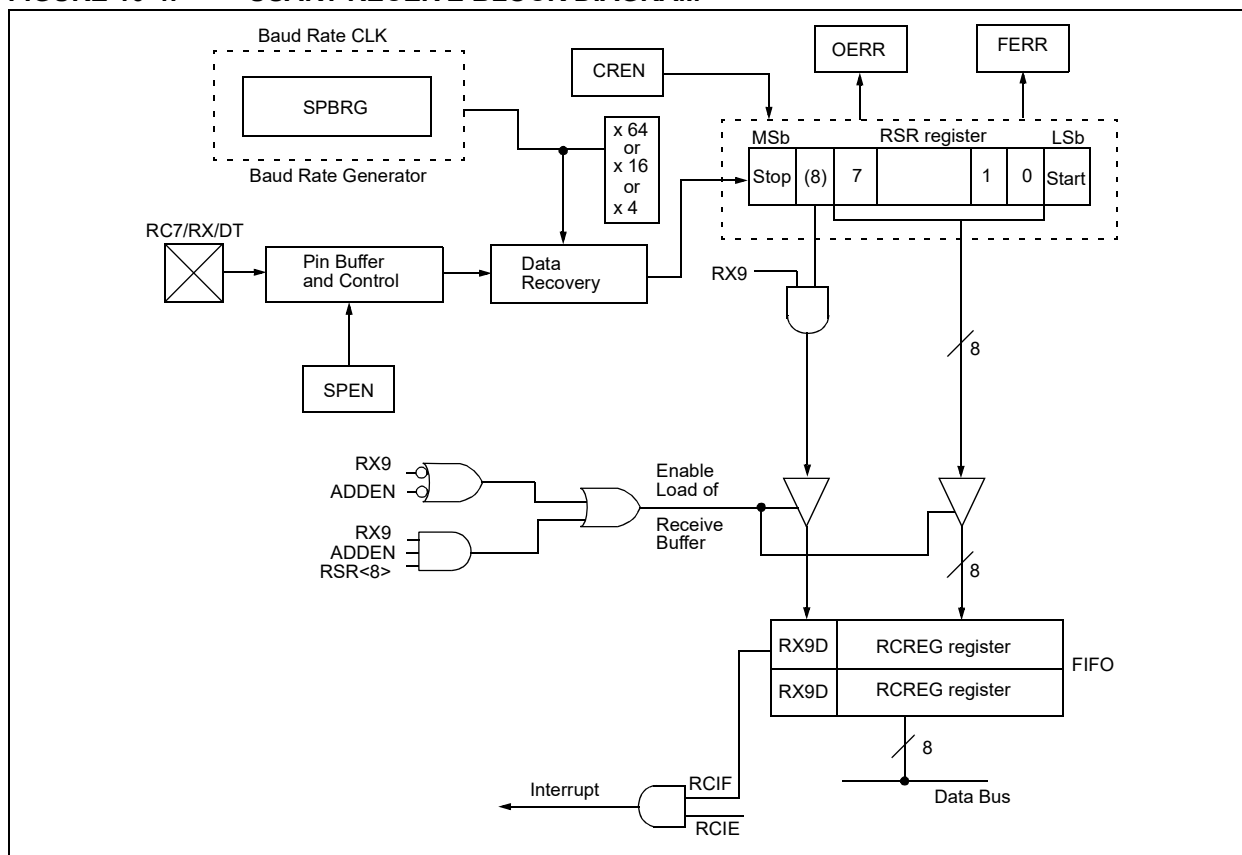 Baud Rate CLK
SPBRG
Baud Rate Generator
CREN
OERR
FERR
x 64
or
x 16
or
x 4
MSb
RSR register
LSb
Stop
(8)
7
1
0
Start
RC7/RX/DT
Pin Buffer
and Control
Data
Recovery
SPEN
RX9
8
RX9
ADDEN
RX9
ADDEN
RSR<8>
Enable
Load of
Receive
Buffer
8
RX9D
RCREG register
RX9D
RCREG register
FIFO
8
Data Bus
Interrupt
RCIF
RCIE